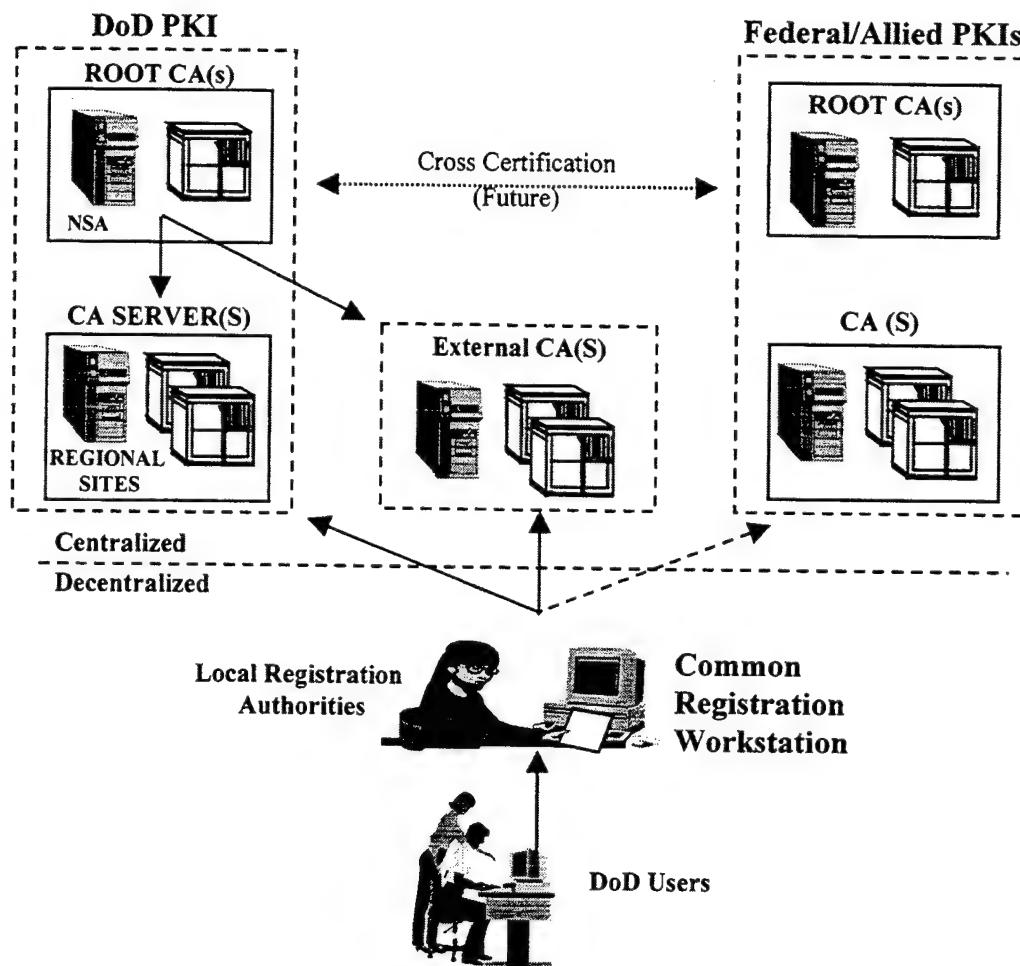 DoD PKI
Federal/Allied PKIs
ROOT CA(s)
NSA
ROOT CA(s)
Cross Certification
(Future)
CA SERVER(S)
REGIONAL
SITES
External CA(S)
CA (S)
Centralized
Decentralized
Local Registration
Authorities
Common
Registration
Workstation
DoD Users